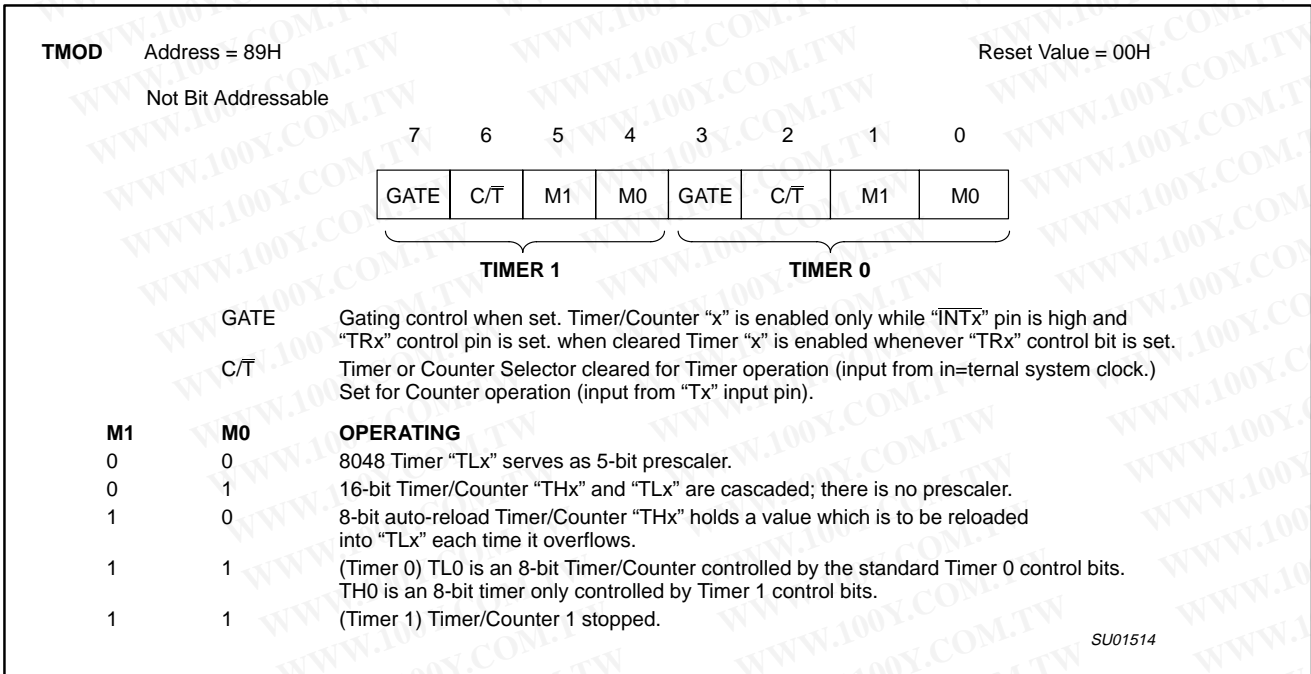 TMOD Address = 89H Reset Value = 00H
Not Bit Addressable
7 6 5 4 3 2 1 0
GATE C/T̅ M1 M0 GATE C/T̅ M1 M0
TIMER 1 TIMER 0
GATE Gating control when set. Timer/Counter “x” is enabled only while “I̅N̅T̅x̅” pin is high and
“TRx” control pin is set. when cleared Timer “x” is enabled whenever “TRx” control bit is set.
C/T̅ Timer or Counter Selector cleared for Timer operation (input from in=ternal system clock.)
Set for Counter operation (input from “Tx” input pin).
M1 M0 OPERATING
0 0 8048 Timer “TLx” serves as 5-bit prescaler.
0 1 16-bit Timer/Counter “THx” and “TLx” are cascaded; there is no prescaler.
1 0 8-bit auto-reload Timer/Counter “THx” holds a value which is to be reloaded
into “TLx” each time it overflows.
1 1 (Timer 0) TL0 is an 8-bit Timer/Counter controlled by the standard Timer 0 control bits.
TH0 is an 8-bit timer only controlled by Timer 1 control bits.
1 1 (Timer 1) Timer/Counter 1 stopped.
SU01514
WWW.100Y.COM.TW